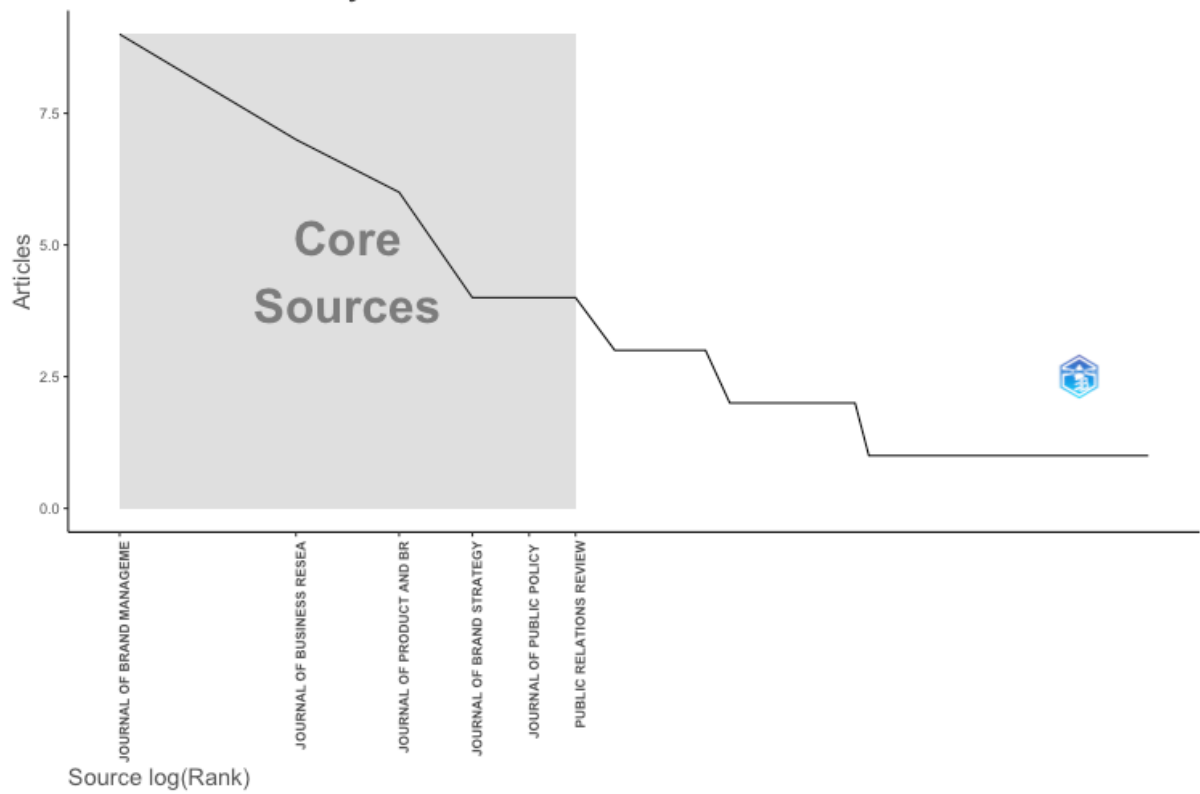 Articles
7.5
5.0
2.5
0.0
Core
Sources
JOURNAL OF BRAND MANAGEME
JOURNAL OF BUSINESS RESEA
JOURNAL OF PRODUCT AND BR
JOURNAL OF BRAND STRATEGY
JOURNAL OF PUBLIC POLICY
PUBLIC RELATIONS REVIEW
Source log(Rank)